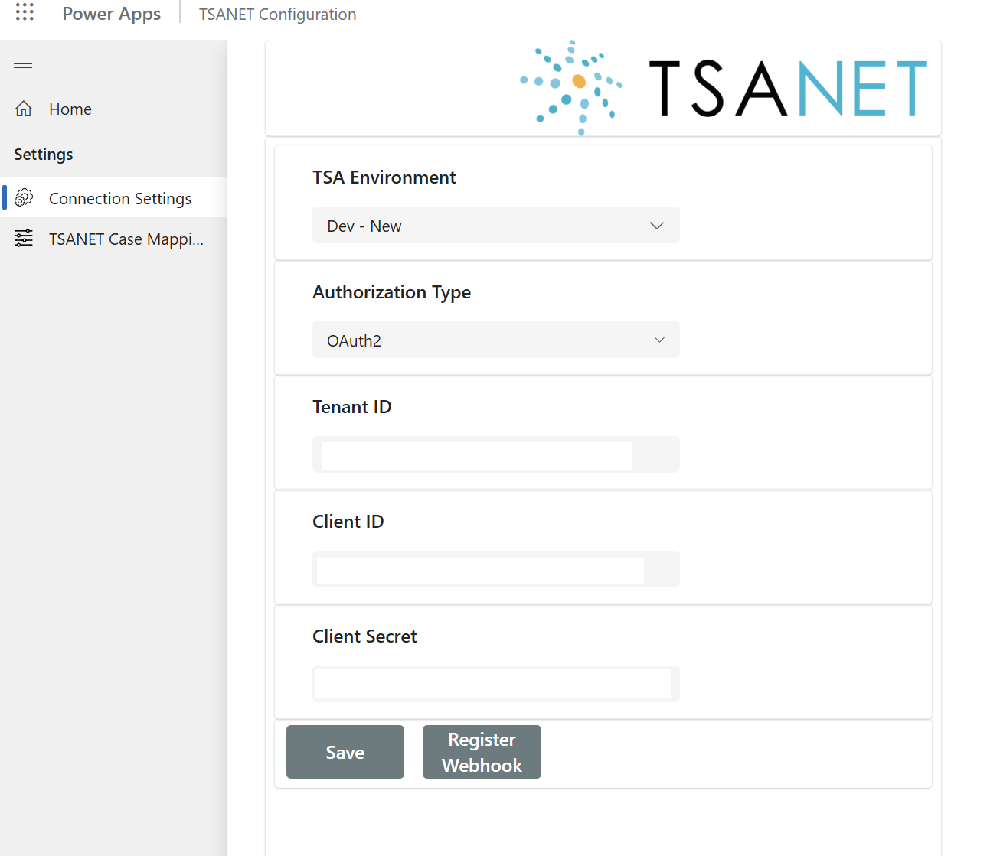 Power Apps
TSANET Configuration
Home
Settings
Connection Settings
TSANET Case Mappi...
TSANET
TSA Environment
Dev - New
Authorization Type
OAuth2
Tenant ID
Client ID
Client Secret
Save
Register
Webhook